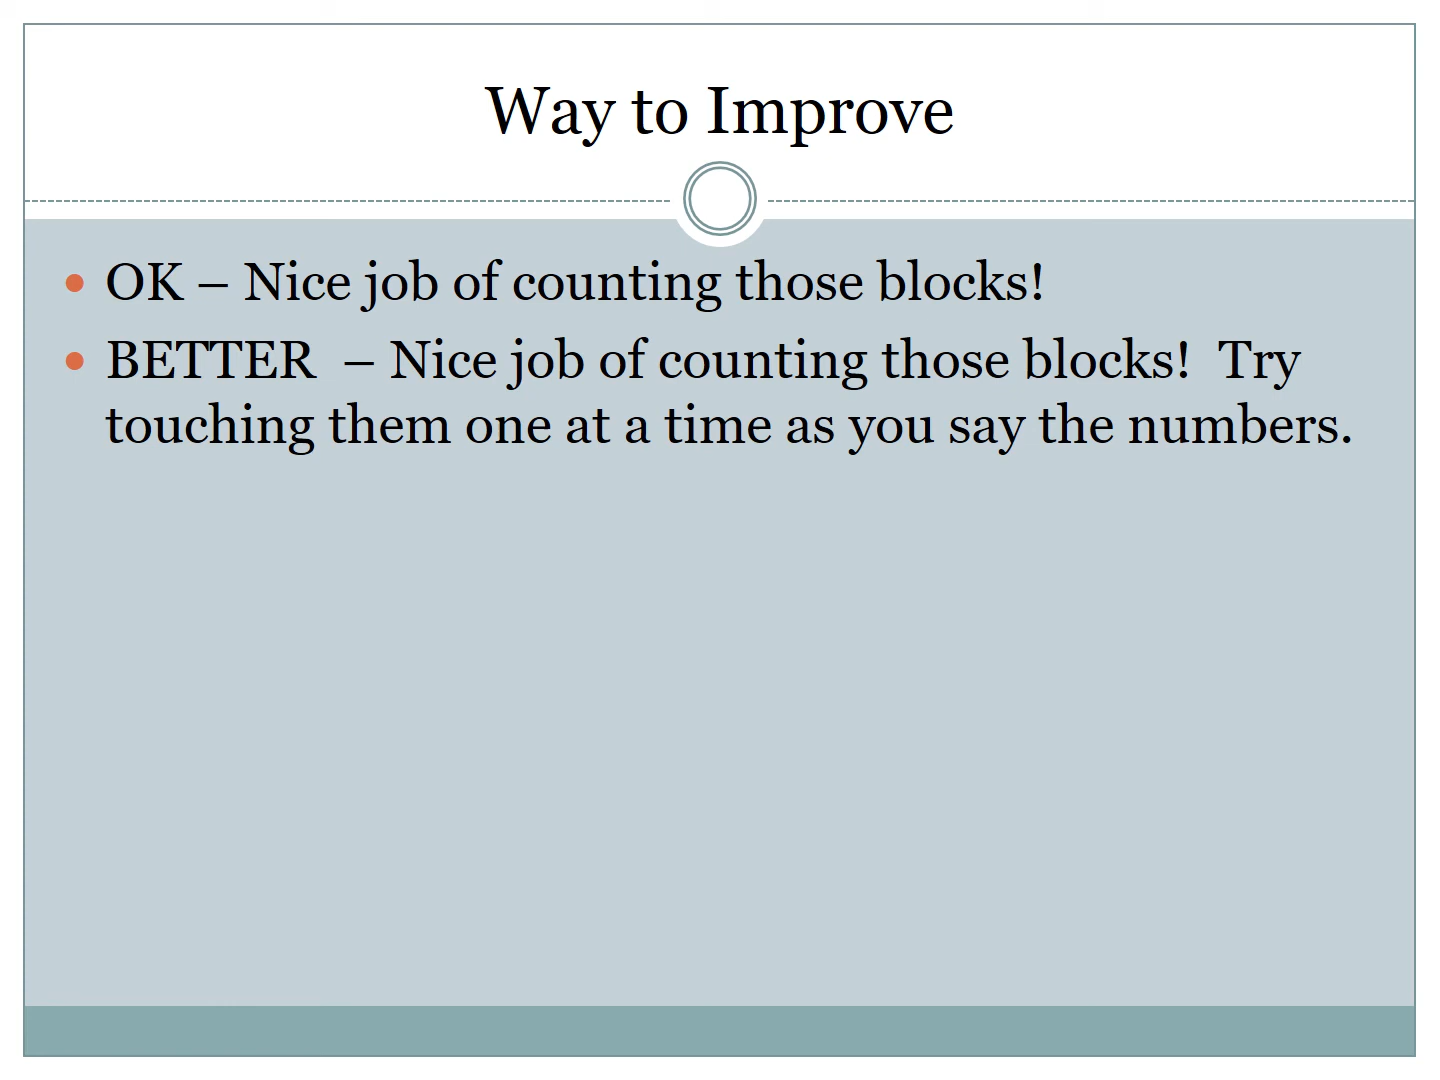 Way to Improve
• OK – Nice job of counting those blocks!
• BETTER  – Nice job of counting those blocks!  Try
touching them one at a time as you say the numbers.